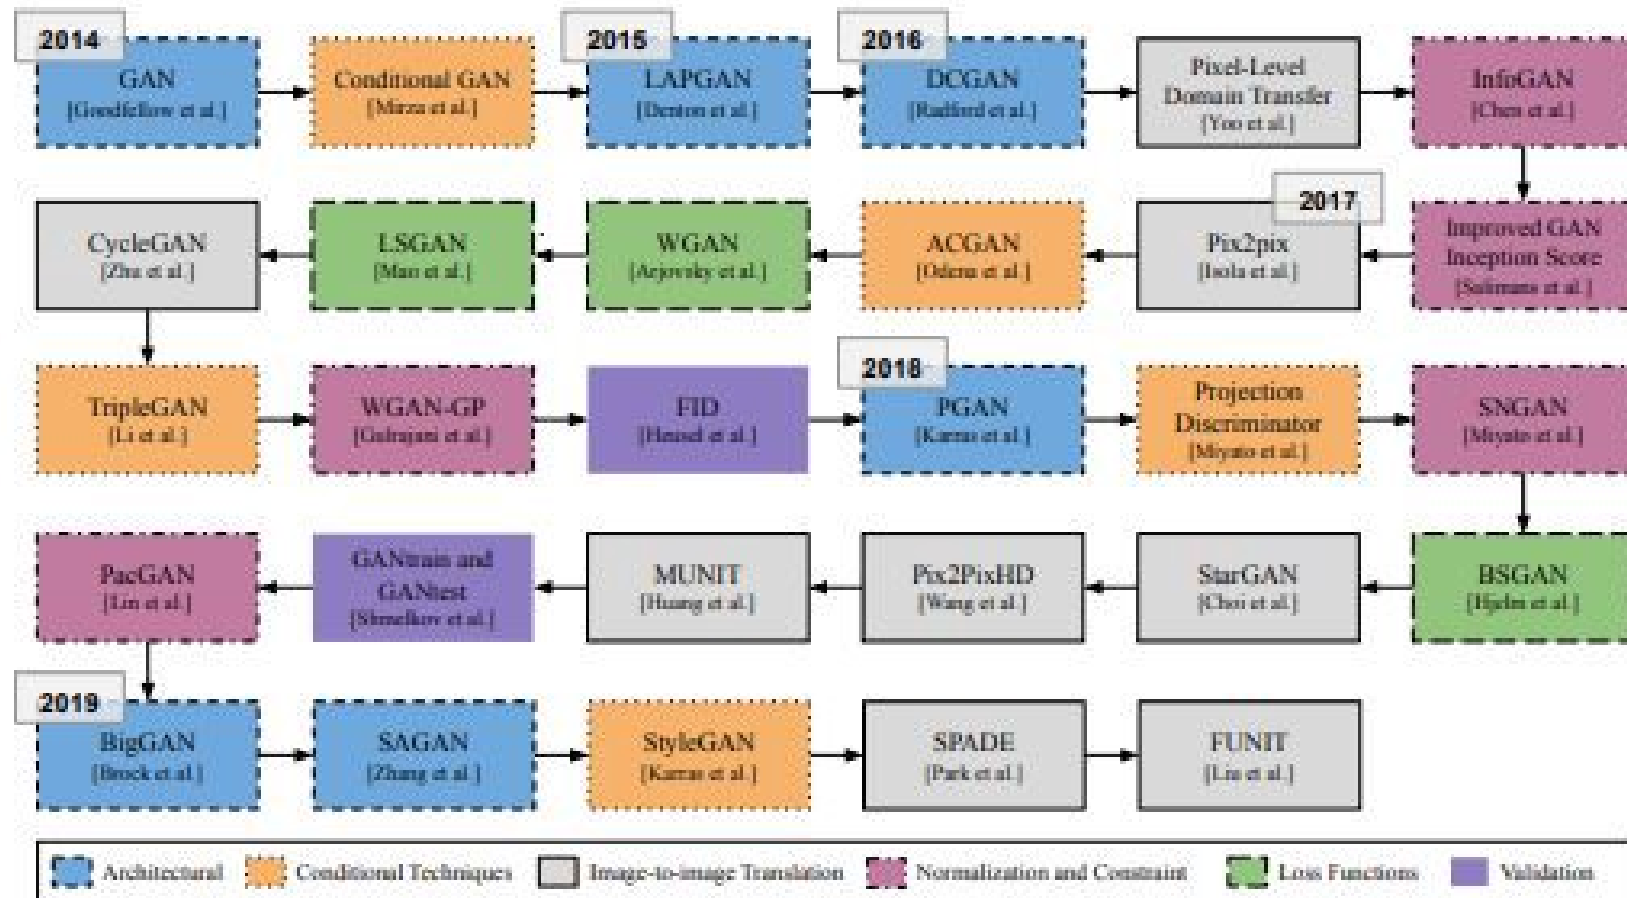 2014
GAN
[Goodfellow et al.]
Conditional GAN
[Mirza et al.]
2015
LAPGAN
[Denton et al.]
2016
DCGAN
[Radford et al.]
Pixel-Level
Domain Transfer
[Yoo et al.]
InfoGAN
[Chen et al.]
Improved GAN
Inception Score
[Salimans et al.]
2017
Pix2pix
[Isola et al.]
ACGAN
[Odena et al.]
WGAN
[Arjovsky et al.]
LSGAN
[Mao et al.]
CycleGAN
[Zhu et al.]
TripleGAN
[Li et al.]
WGAN-GP
[Gulrajani et al.]
FID
[Heusel et al.]
2018
PGAN
[Karras et al.]
Projection
Discriminator
[Miyato et al.]
SNGAN
[Miyato et al.]
BSGAN
[Hjelm et al.]
StarGAN
[Choi et al.]
Pix2PixHD
[Wang et al.]
MUNIT
[Huang et al.]
GANtrain and
GANtest
[Shmelkov et al.]
PacGAN
[Lin et al.]
2019
BigGAN
[Brock et al.]
SAGAN
[Zhang et al.]
StyleGAN
[Karras et al.]
SPADE
[Park et al.]
FUNIT
[Liu et al.]
Architectural
Conditional Techniques
Image-to-image Translation
Normalization and Constraint
Loss Functions
Validation